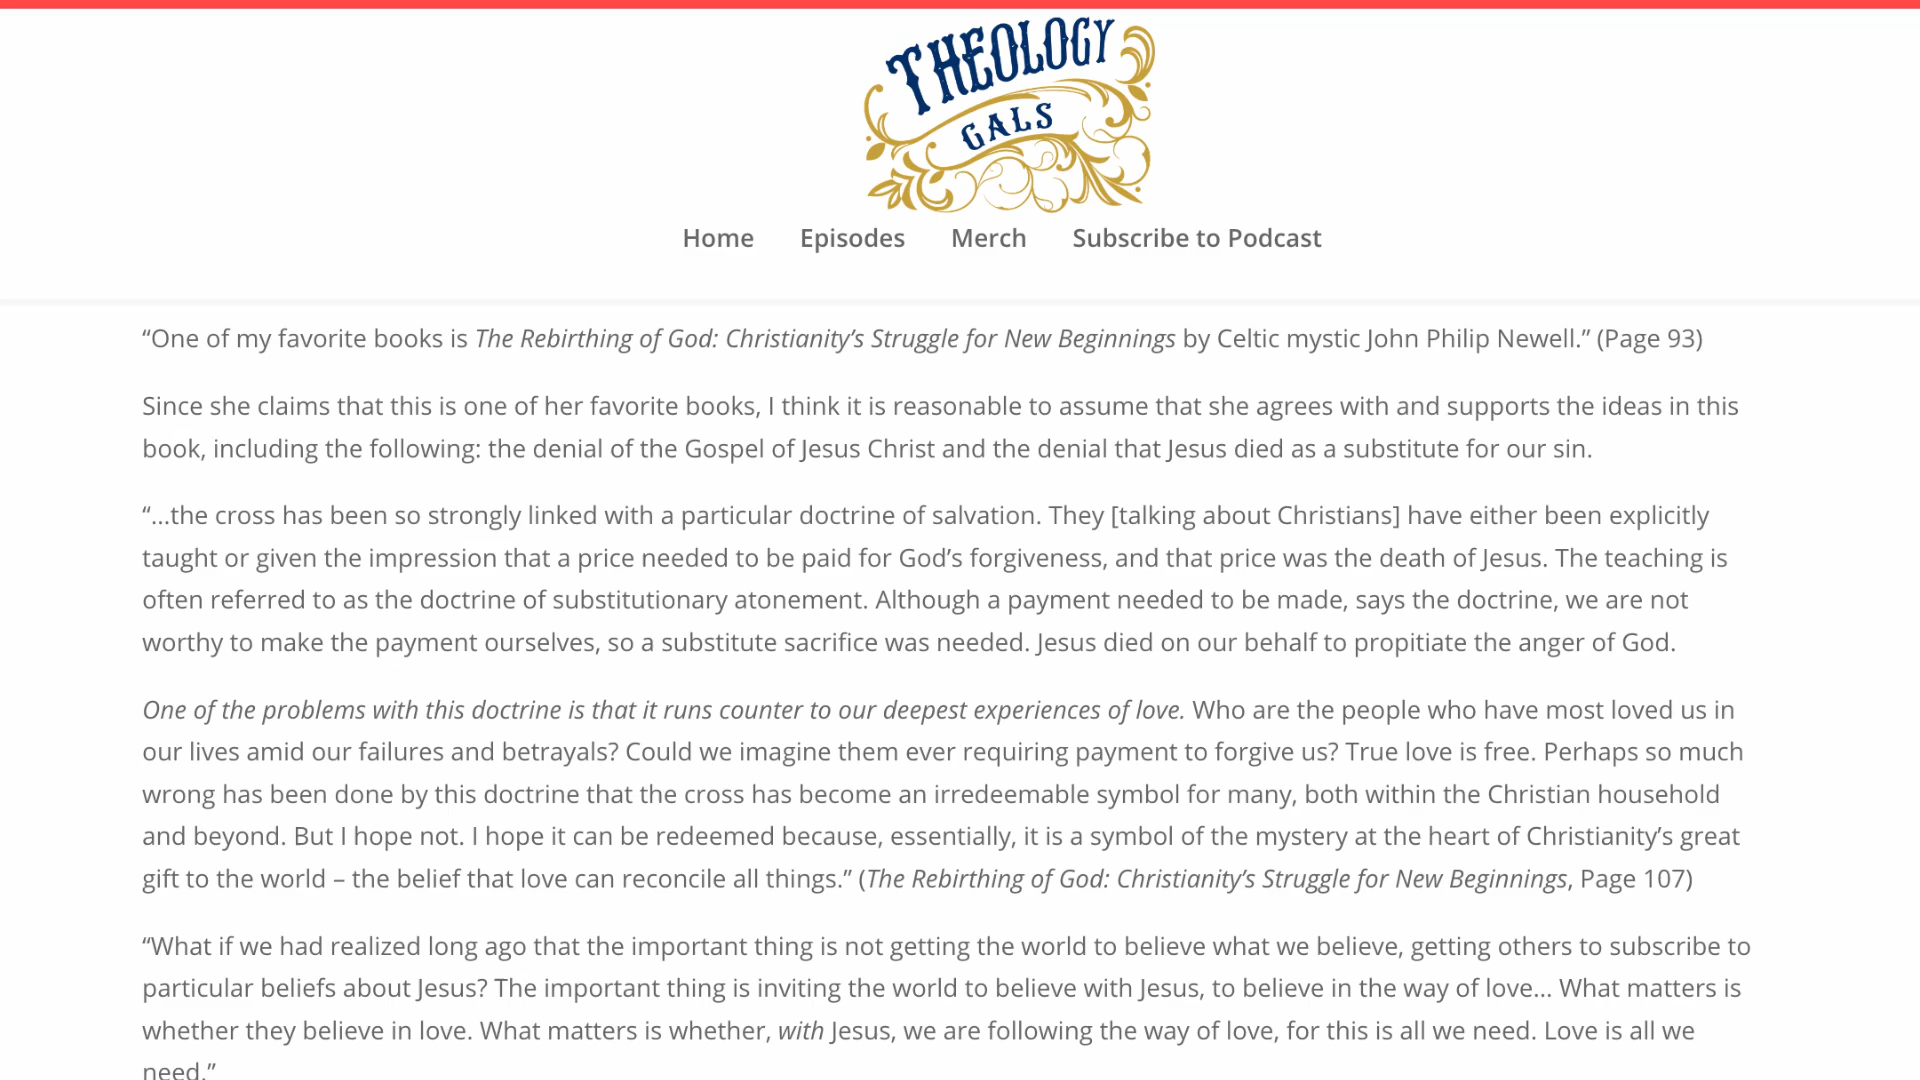 THEOLOGY
GALS
Home Episodes Merch Subscribe to Podcast
“One of my favorite books is The Rebirthing of God: Christianity’s Struggle for New Beginnings by Celtic mystic John Philip Newell.” (Page 93)
Since she claims that this is one of her favorite books, I think it is reasonable to assume that she agrees with and supports the ideas in this
book, including the following: the denial of the Gospel of Jesus Christ and the denial that Jesus died as a substitute for our sin.
“…the cross has been so strongly linked with a particular doctrine of salvation. They [talking about Christians] have either been explicitly
taught or given the impression that a price needed to be paid for God’s forgiveness, and that price was the death of Jesus. The teaching is
often referred to as the doctrine of substitutionary atonement. Although a payment needed to be made, says the doctrine, we are not
worthy to make the payment ourselves, so a substitute sacrifice was needed. Jesus died on our behalf to propitiate the anger of God.
One of the problems with this doctrine is that it runs counter to our deepest experiences of love. Who are the people who have most loved us in
our lives amid our failures and betrayals? Could we imagine them ever requiring payment to forgive us? True love is free. Perhaps so much
wrong has been done by this doctrine that the cross has become an irredeemable symbol for many, both within the Christian household
and beyond. But I hope not. I hope it can be redeemed because, essentially, it is a symbol of the mystery at the heart of Christianity’s great
gift to the world – the belief that love can reconcile all things.” (The Rebirthing of God: Christianity’s Struggle for New Beginnings, Page 107)
“What if we had realized long ago that the important thing is not getting the world to believe what we believe, getting others to subscribe to
particular beliefs about Jesus? The important thing is inviting the world to believe with Jesus, to believe in the way of love… What matters is
whether they believe in love. What matters is whether, with Jesus, we are following the way of love, for this is all we need. Love is all we
need.”